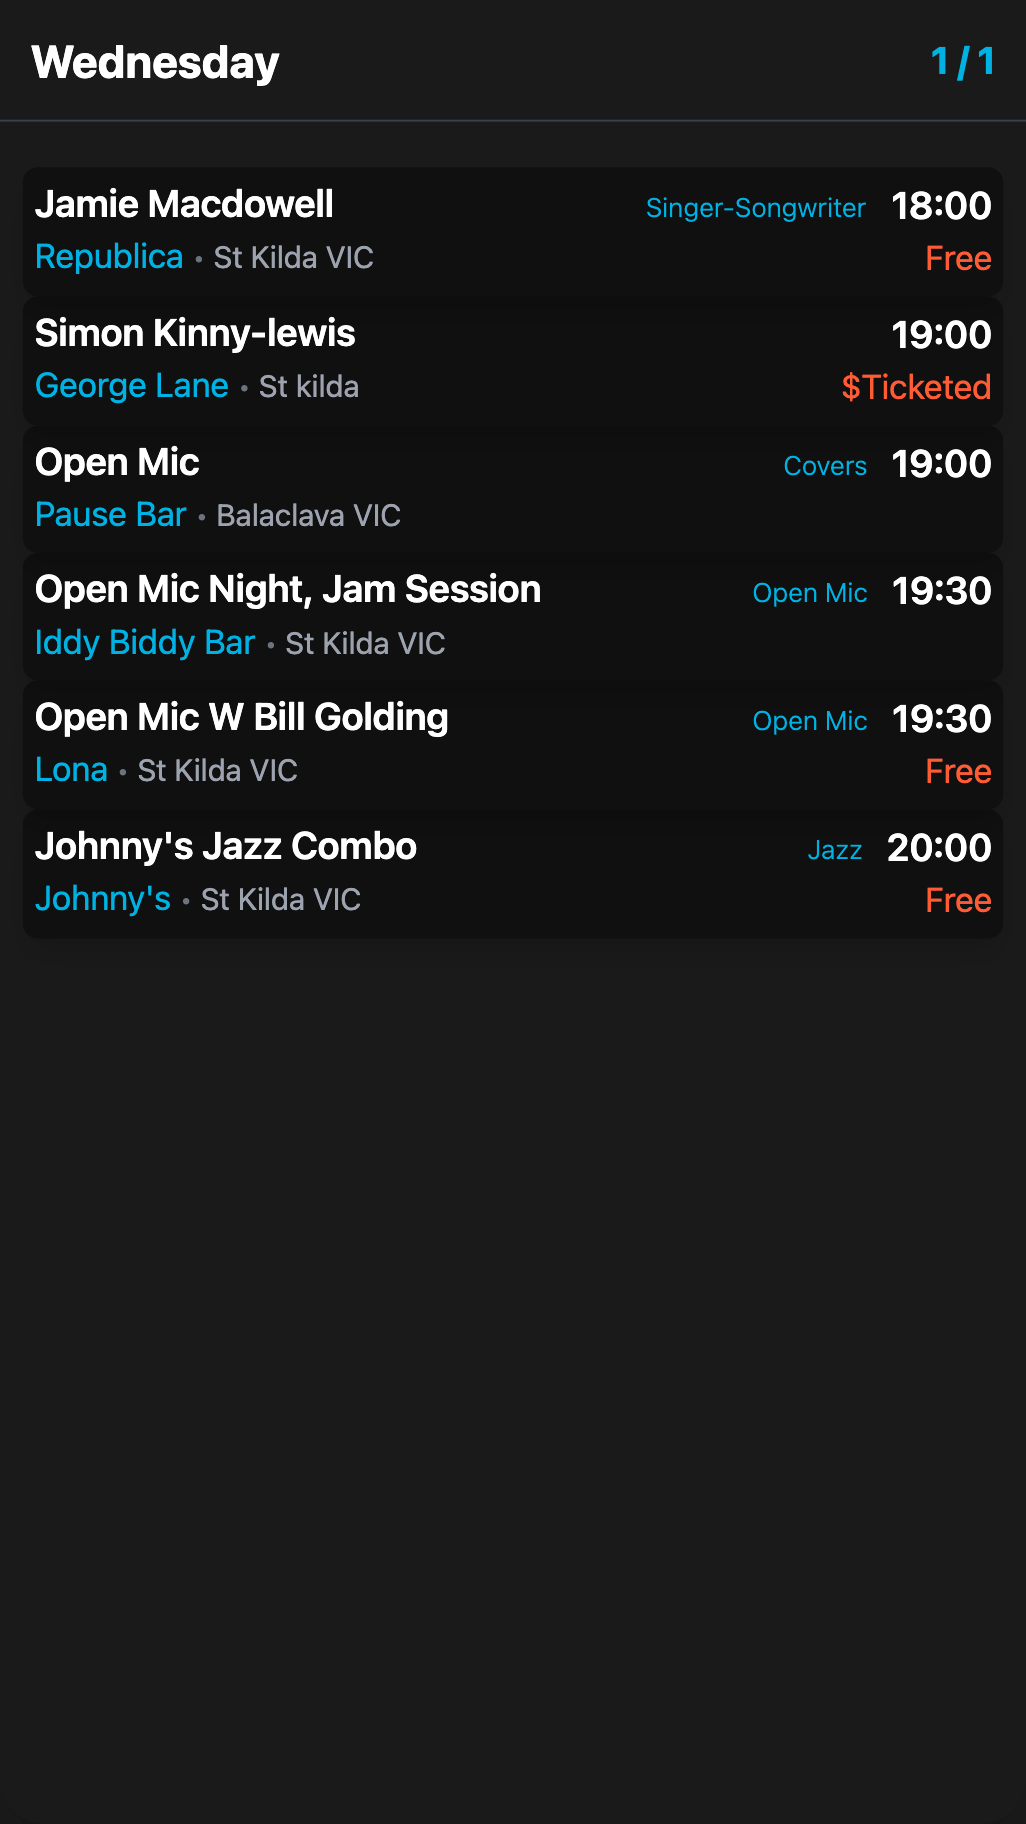 Wednesday 1 / 1
Jamie Macdowell Singer-Songwriter 18:00
Republica • St Kilda VIC Free
Simon Kinny-lewis 19:00
George Lane • St kilda $Ticketed
Open Mic Covers 19:00
Pause Bar • Balaclava VIC
Open Mic Night, Jam Session Open Mic 19:30
Iddy Biddy Bar • St Kilda VIC
Open Mic W Bill Golding Open Mic 19:30
Lona • St Kilda VIC Free
Johnny's Jazz Combo Jazz 20:00
Johnny's • St Kilda VIC Free